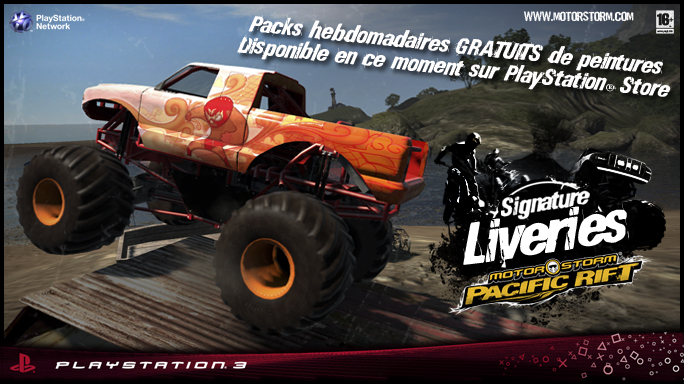 PlayStation®
Network
WWW.MOTORSTORM.COM
16+
Packs hebdomadaires GRATUITS de peintures
Disponible en ce moment sur PlayStation® Store
Signature
Liveries
MOTORSTORM
PACIFIC RIFT
PLAYSTATION 3